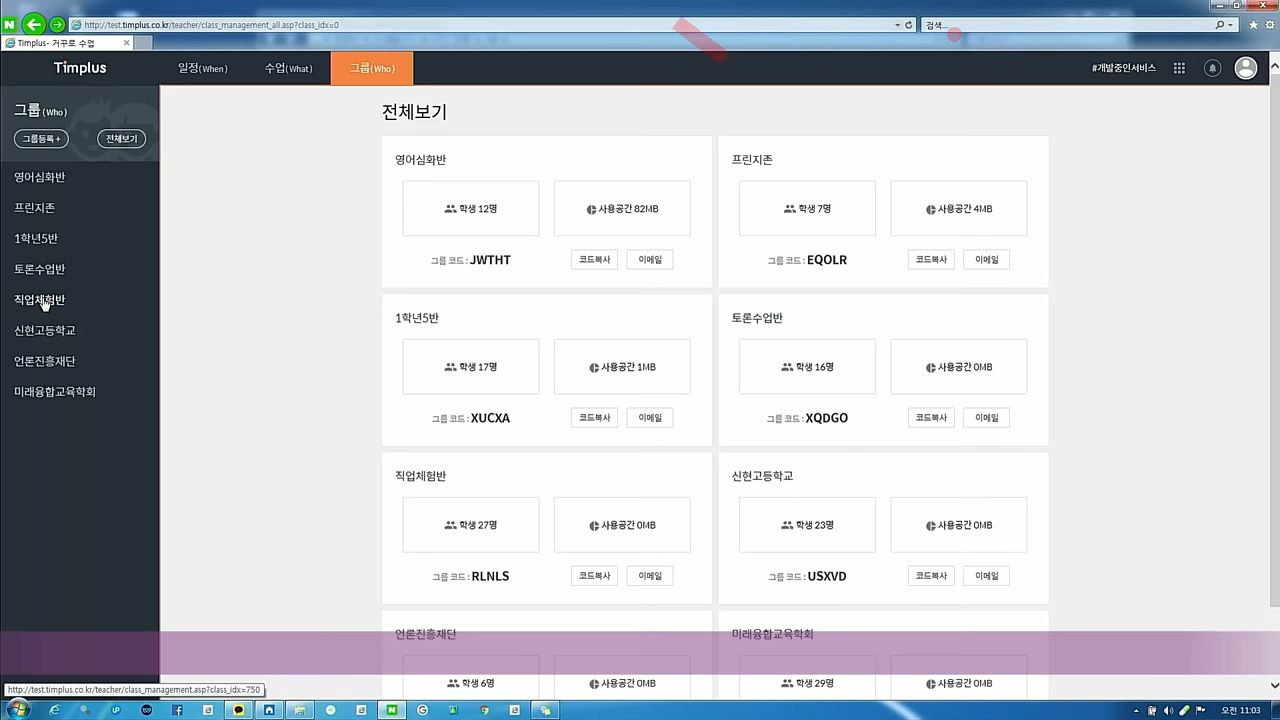 http://test.timplus.co.kr/teacher/class_management_all.asp?class_idx=0
검색...
Timplus- 거꾸로 수업
Timplus
일정(When)
수업(What)
그룹(Who)
#개발중인서비스
그룹 (Who)
그룹등록 +
전체보기
영어심화반
프린지존
1학년5반
토론수업반
직업체험반
신현고등학교
언론진흥재단
미래융합교육학회
전체보기
영어심화반
학생 12명
사용공간 82MB
그룹 코드 : JWTHT
코드복사
이메일
프린지존
학생 7명
사용공간 4MB
그룹 코드 : EQOLR
코드복사
이메일
1학년5반
학생 17명
사용공간 1MB
그룹 코드 : XUCXA
코드복사
이메일
토론수업반
학생 16명
사용공간 0MB
그룹 코드 : XQDGO
코드복사
이메일
직업체험반
학생 27명
사용공간 0MB
그룹 코드 : RLNLS
코드복사
이메일
신현고등학교
학생 23명
사용공간 0MB
그룹 코드 : USXVD
코드복사
이메일
언론진흥재단
학생 6명
사용공간 0MB
미래융합교육학회
학생 29명
사용공간 0MB
http://test.timplus.co.kr/teacher/class_management.asp?class_idx=750
오전 11:03